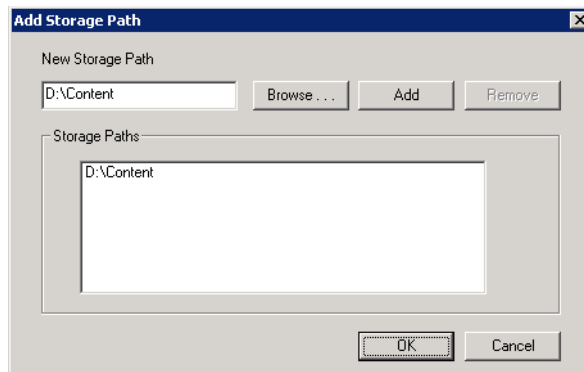 Add Storage Path
New Storage Path
D:\Content
Browse . . .
Add
Remove
Storage Paths
D:\Content
OK
Cancel